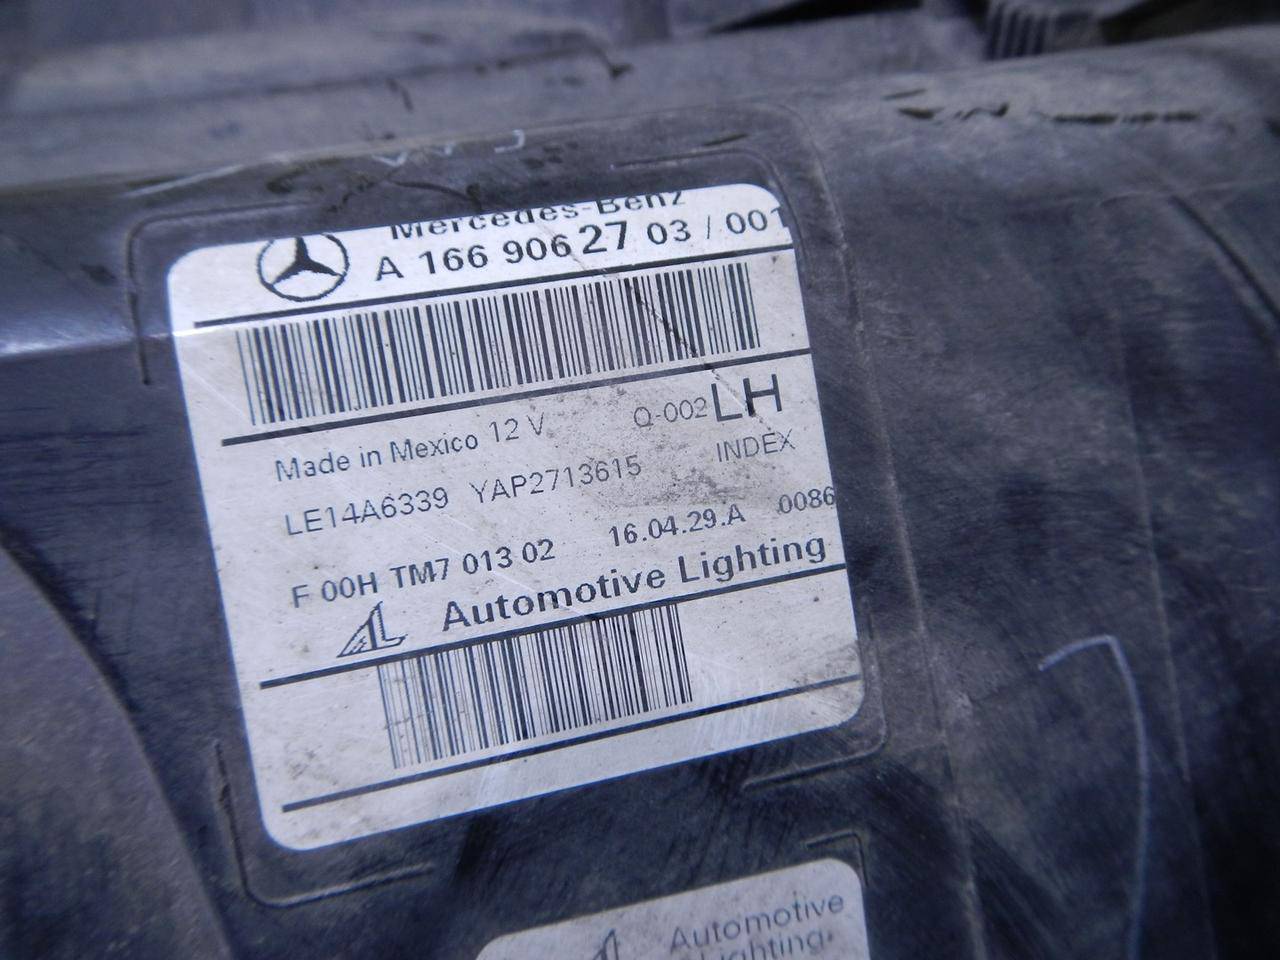 Mercedes-Benz
A 166 906 27 03 / 001
Made in Mexico 12 V Q-002 LH
LE14A6339 YAP2713615 INDEX
F 00H TM7 013 02 16.04.29.A 0086
AL Automotive Lighting
Automotive
Lighting